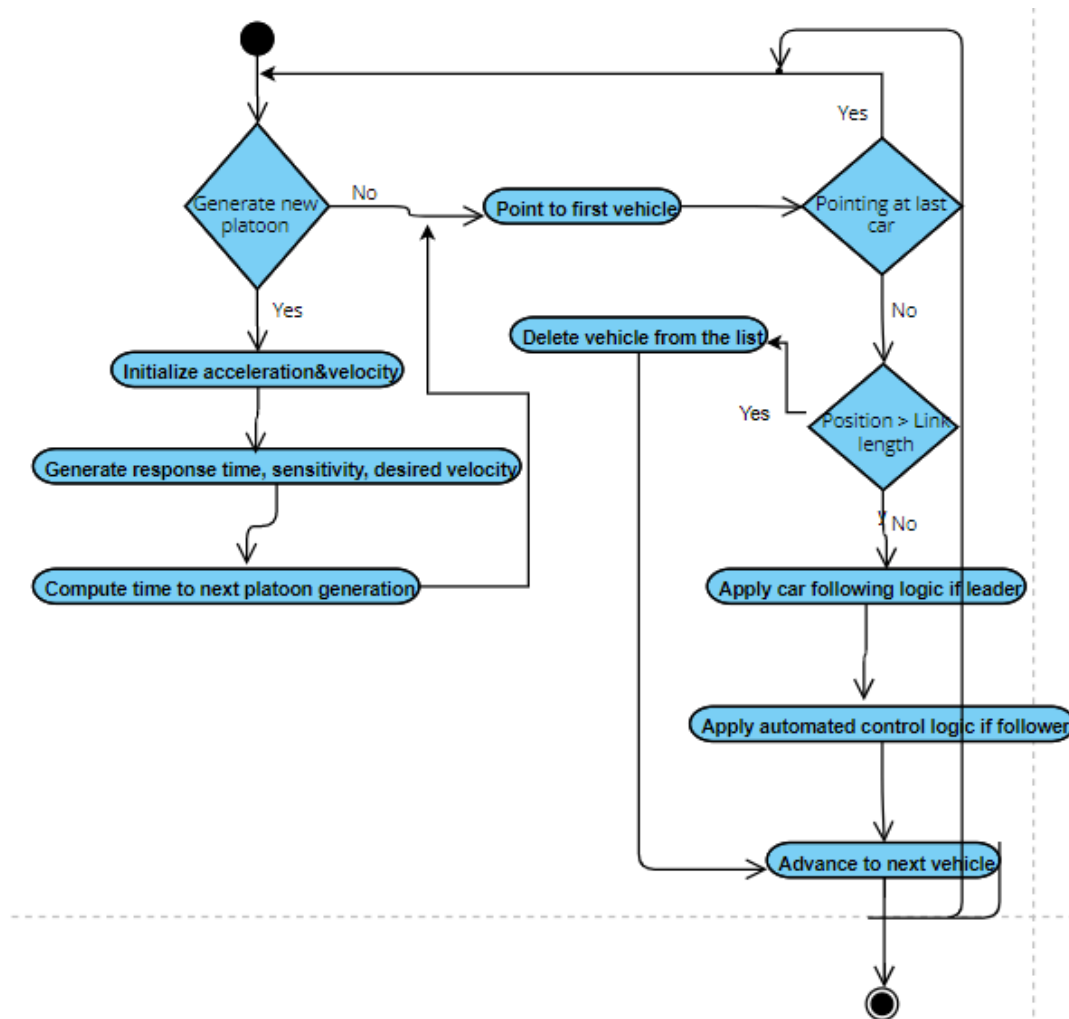 Yes
Generate new
platoon
No
Point to first vehicle
Pointing at last
car
Yes
No
Initialize acceleration&velocity
Delete vehicle from the list
Generate response time, sensitivity, desired velocity
Yes
Position > Link
length
y
No
Compute time to next platoon generation
Apply car following logic if leader
Apply automated control logic if follower
Advance to next vehicle